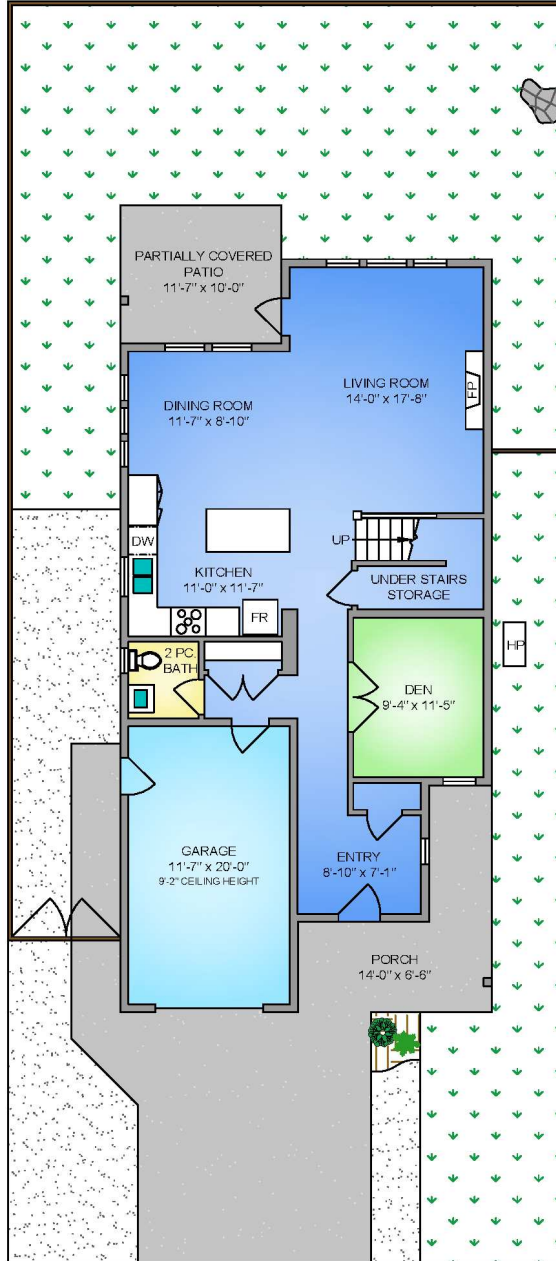 PARTIALLY COVERED
PATIO
11'-7" x 10'-0"
LIVING ROOM
14'-0" x 17'-8"
FP
DINING ROOM
11'-7" x 8'-10"
DW
UP
KITCHEN
11'-0" x 11'-7"
UNDER STAIRS
STORAGE
FR
HP
2 PC.
BATH
DEN
9'-4" x 11'-5"
GARAGE
11'-7" x 20'-0"
9'-2" CEILING HEIGHT
ENTRY
8'-10" x 7'-1"
PORCH
14'-0" x 6'-6"